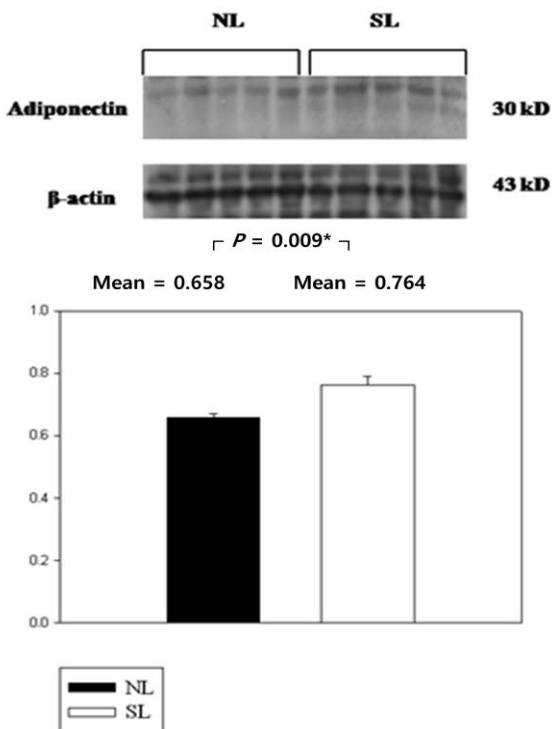 NL SL
Adiponectin 30 kD
β-actin 43 kD
P = 0.009*
Mean = 0.658 Mean = 0.764
1.0
0.8
0.6
0.4
0.2
0.0
NL
SL